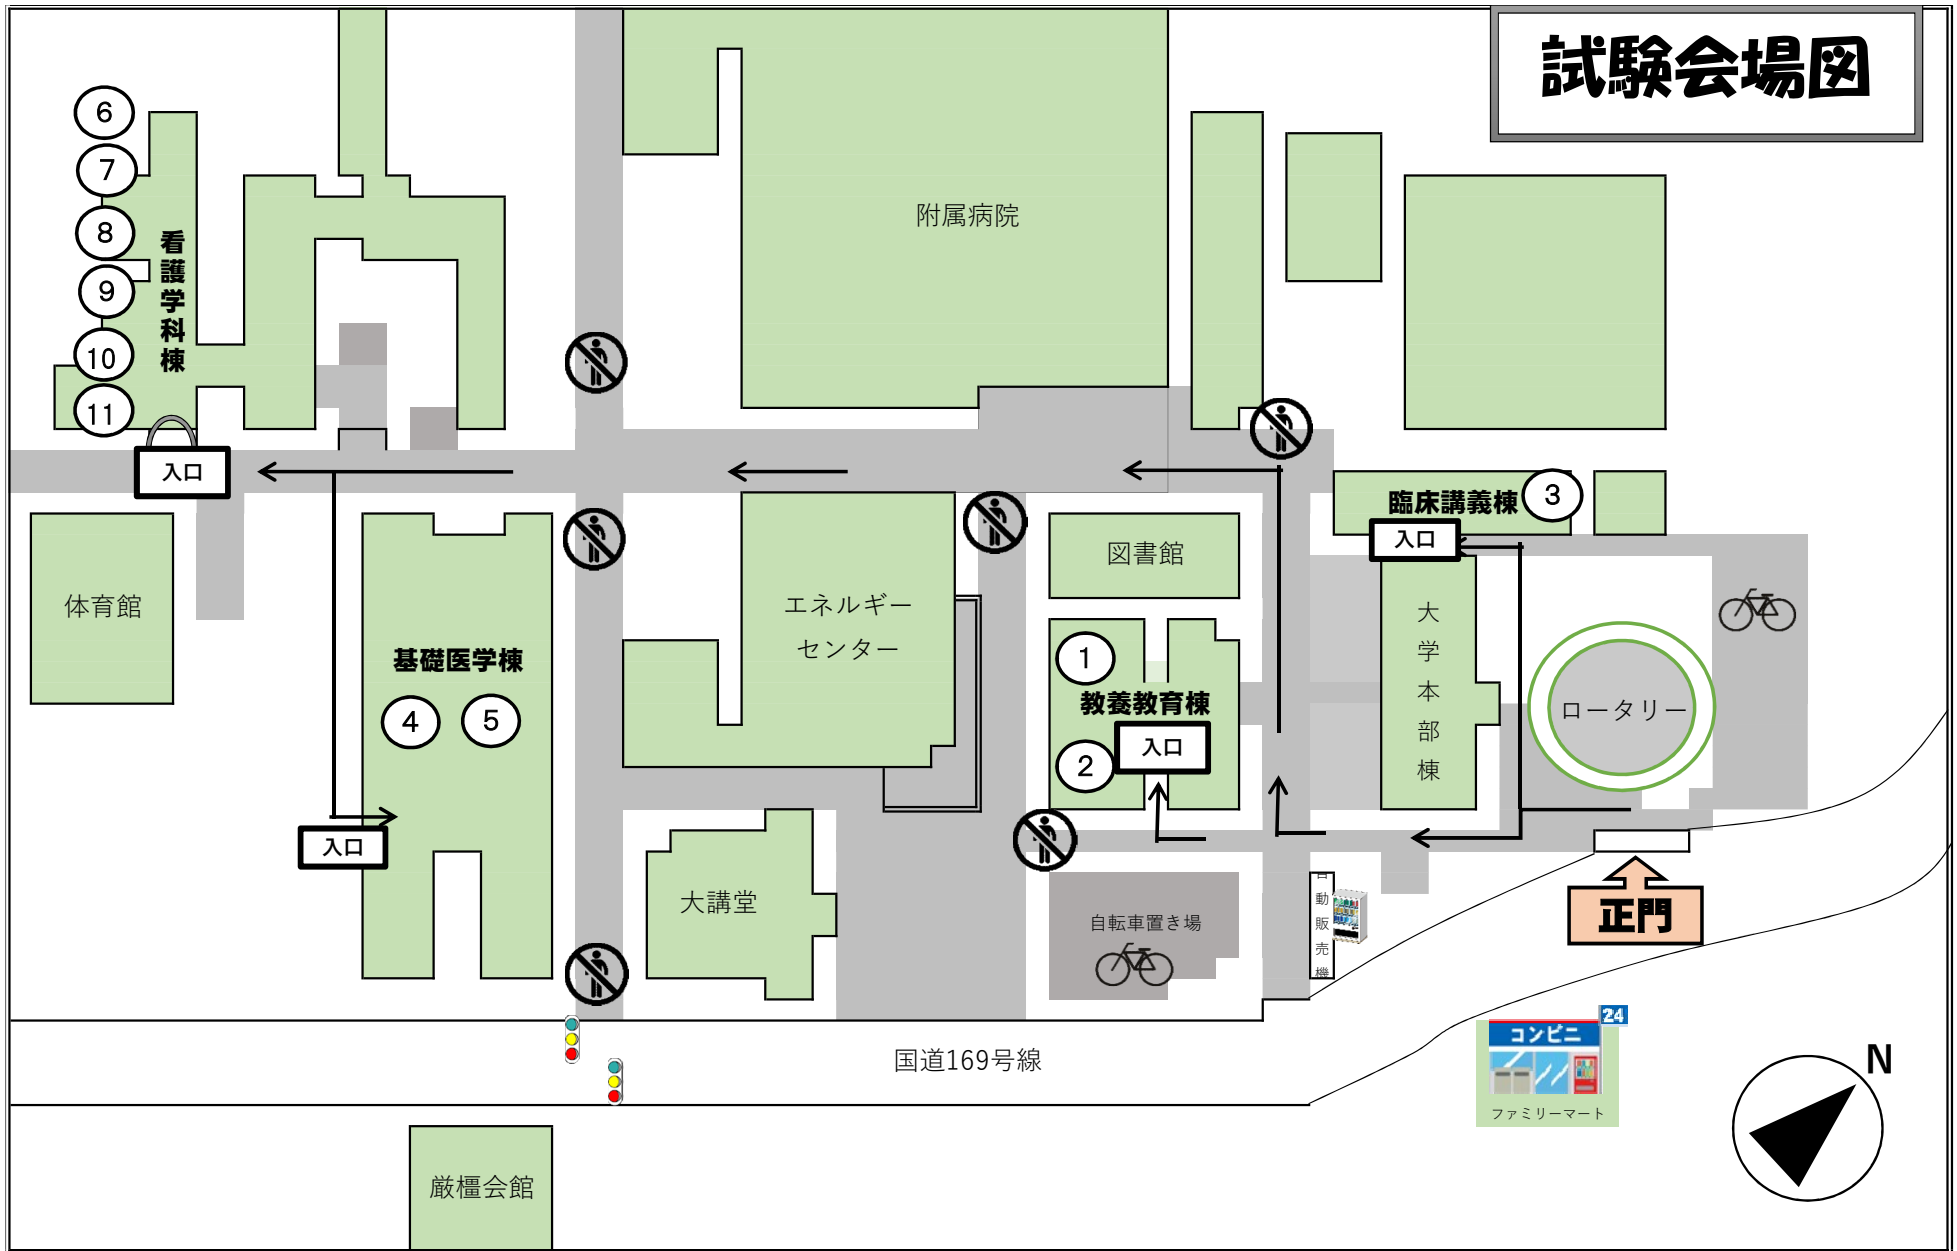 試験会場図
6
7
8
9
10
11
看護学科棟
入口
附属病院
臨床講義棟
3
入口
体育館
基礎医学棟
4
5
入口
エネルギー
センター
図書館
1
教養教育棟
2
入口
大学本部棟
ロータリー
正門
大講堂
自転車置き場
自動販売機
国道169号線
24
コンビニ
ファミリーマート
N
厳橿会館